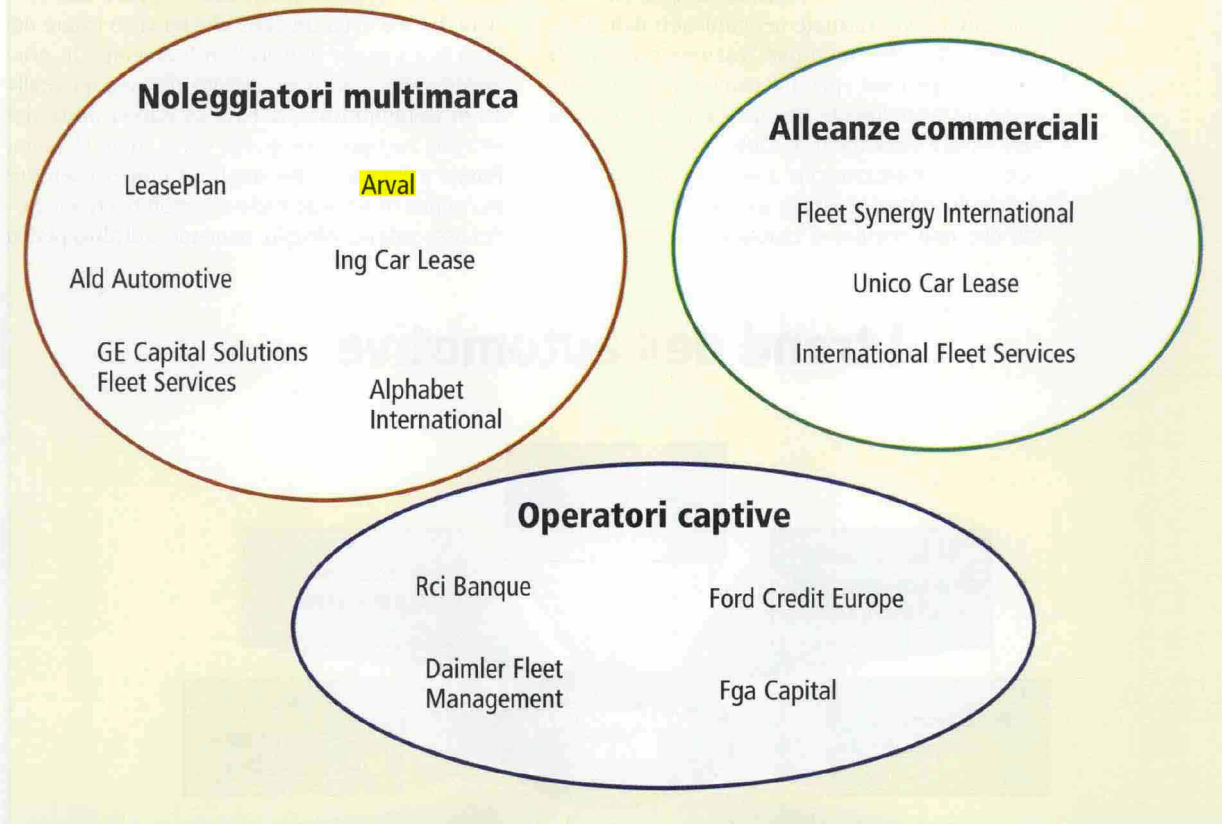 Noleggiatori multimarca
LeasePlan
Arval
Ald Automotive
Ing Car Lease
GE Capital Solutions
Fleet Services
Alphabet
International
Alleanze commerciali
Fleet Synergy International
Unico Car Lease
International Fleet Services
Operatori captive
Rci Banque
Ford Credit Europe
Daimler Fleet
Management
Fga Capital